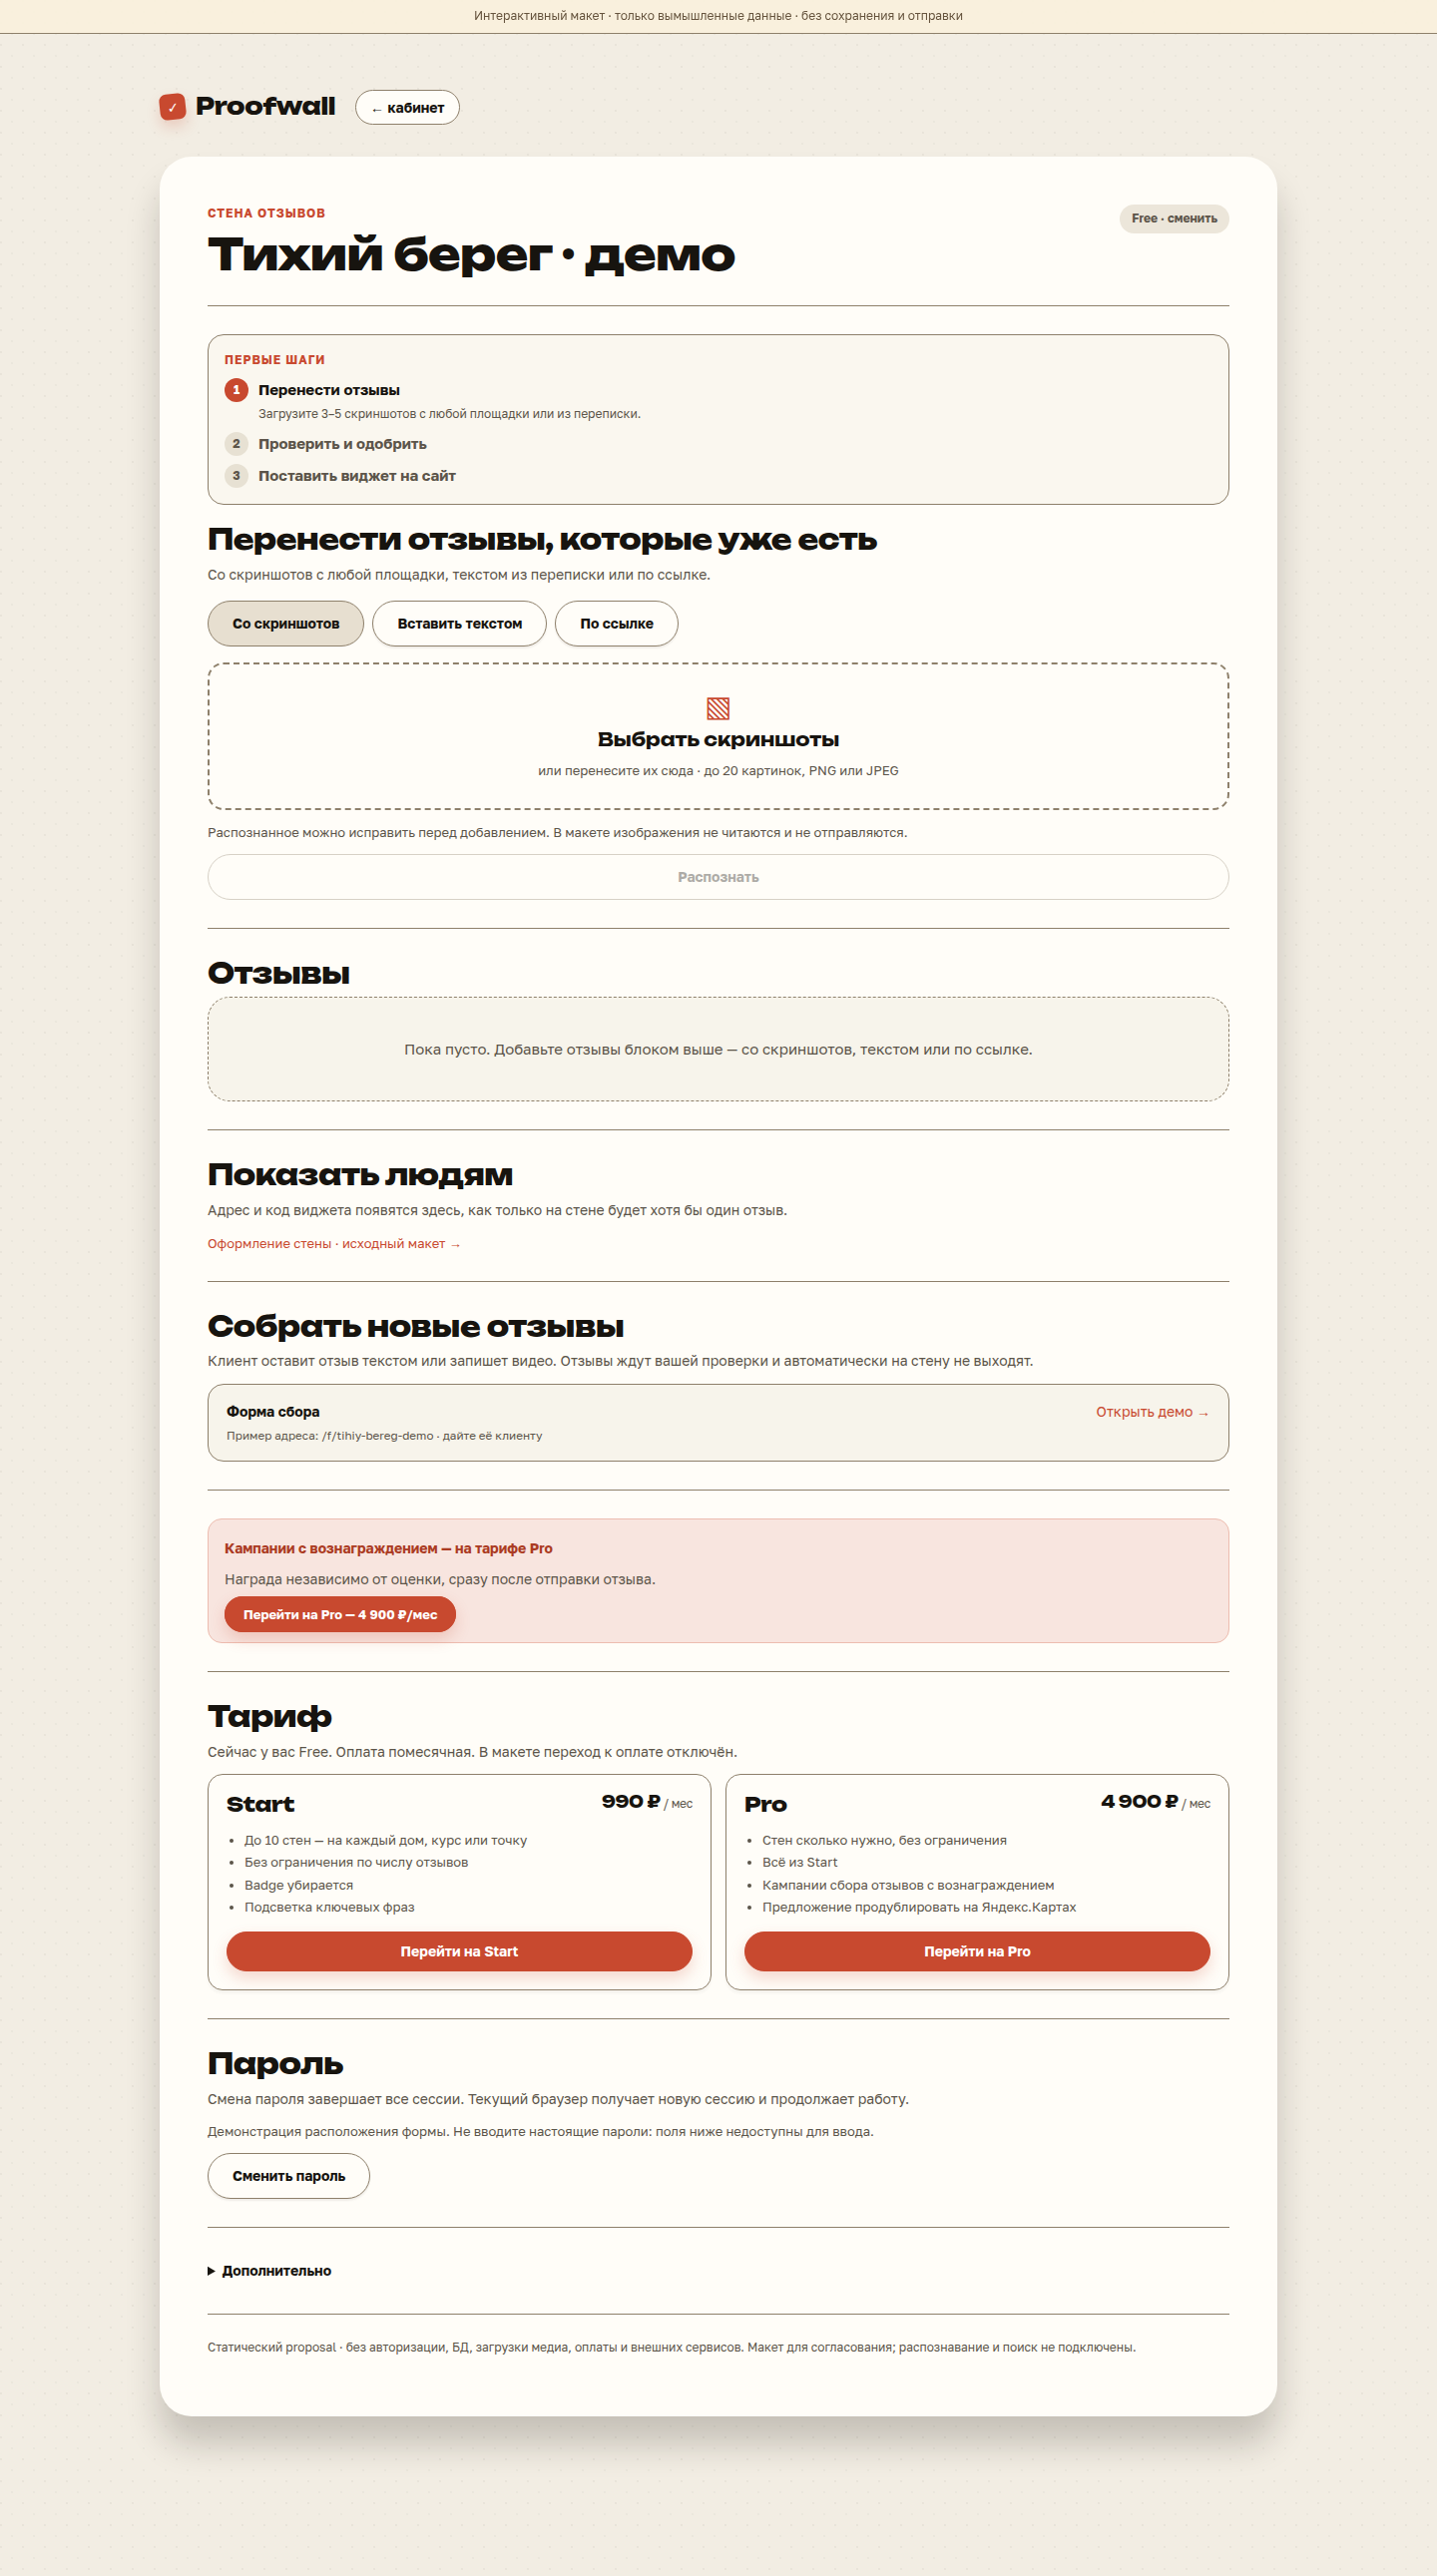 Интерактивный макет · только вымышленные данные · без сохранения и отправки
✓ Proofwall ← кабинет
СТЕНА ОТЗЫВОВ
Free · сменить
Тихий берег · демо
ПЕРВЫЕ ШАГИ
1 Перенести отзывы
Загрузите 3–5 скриншотов с любой площадки или из переписки.
2 Проверить и одобрить
3 Поставить виджет на сайт
Перенести отзывы, которые уже есть
Со скриншотов с любой площадки, текстом из переписки или по ссылке.
Со скриншотов Вставить текстом По ссылке
Выбрать скриншоты
или перенесите их сюда · до 20 картинок, PNG или JPEG
Распознанное можно исправить перед добавлением. В макете изображения не читаются и не отправляются.
Распознать
Отзывы
Пока пусто. Добавьте отзывы блоком выше — со скриншотов, текстом или по ссылке.
Показать людям
Адрес и код виджета появятся здесь, как только на стене будет хотя бы один отзыв.
Оформление стены · исходный макет →
Собрать новые отзывы
Клиент оставит отзыв текстом или запишет видео. Отзывы ждут вашей проверки и автоматически на стену не выходят.
Форма сбора
Открыть демо →
Пример адреса: /f/tihiy-bereg-demo · дайте её клиенту
Кампании с вознаграждением — на тарифе Pro
Награда независимо от оценки, сразу после отправки отзыва.
Перейти на Pro — 4 900 ₽/мес
Тариф
Сейчас у вас Free. Оплата помесячная. В макете переход к оплате отключён.
Start 990 ₽ / мес
• До 10 стен — на каждый дом, курс или точку
• Без ограничения по числу отзывов
• Badge убирается
• Подсветка ключевых фраз
Перейти на Start
Pro 4 900 ₽ / мес
• Стен сколько нужно, без ограничения
• Всё из Start
• Кампании сбора отзывов с вознаграждением
• Предложение продублировать на Яндекс.Картах
Перейти на Pro
Пароль
Смена пароля завершает все сессии. Текущий браузер получает новую сессию и продолжает работу.
Демонстрация расположения формы. Не вводите настоящие пароли: поля ниже недоступны для ввода.
Сменить пароль
▶ Дополнительно
Статический proposal · без авторизации, БД, загрузки медиа, оплаты и внешних сервисов. Макет для согласования; распознавание и поиск не подключены.